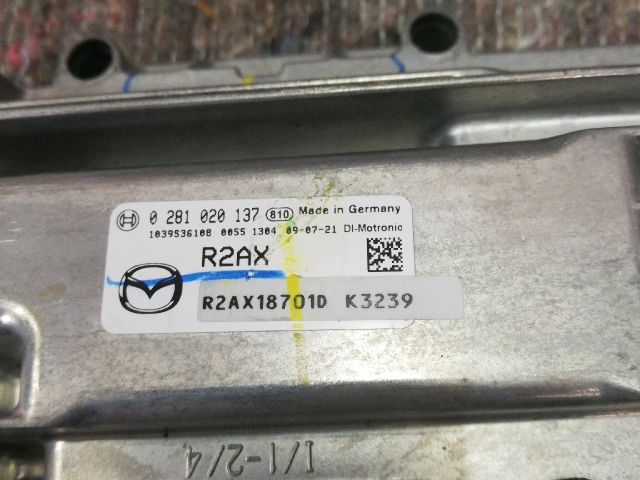 0 281 020 137 810 Made in Germany
1039S36108 0055 1304 09-07-21 DI-Motronic
R2AX
R2AX18701D K3239
1/1-2/4